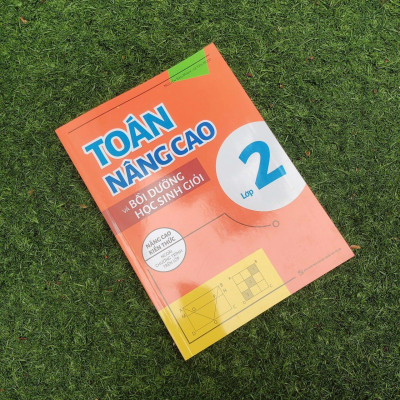 TOÁN
NÂNG CAO
VÀ BỒI DƯỠNG
HỌC SINH GIỎI
Lớp 2
NÂNG CAO
KIẾN THỨC